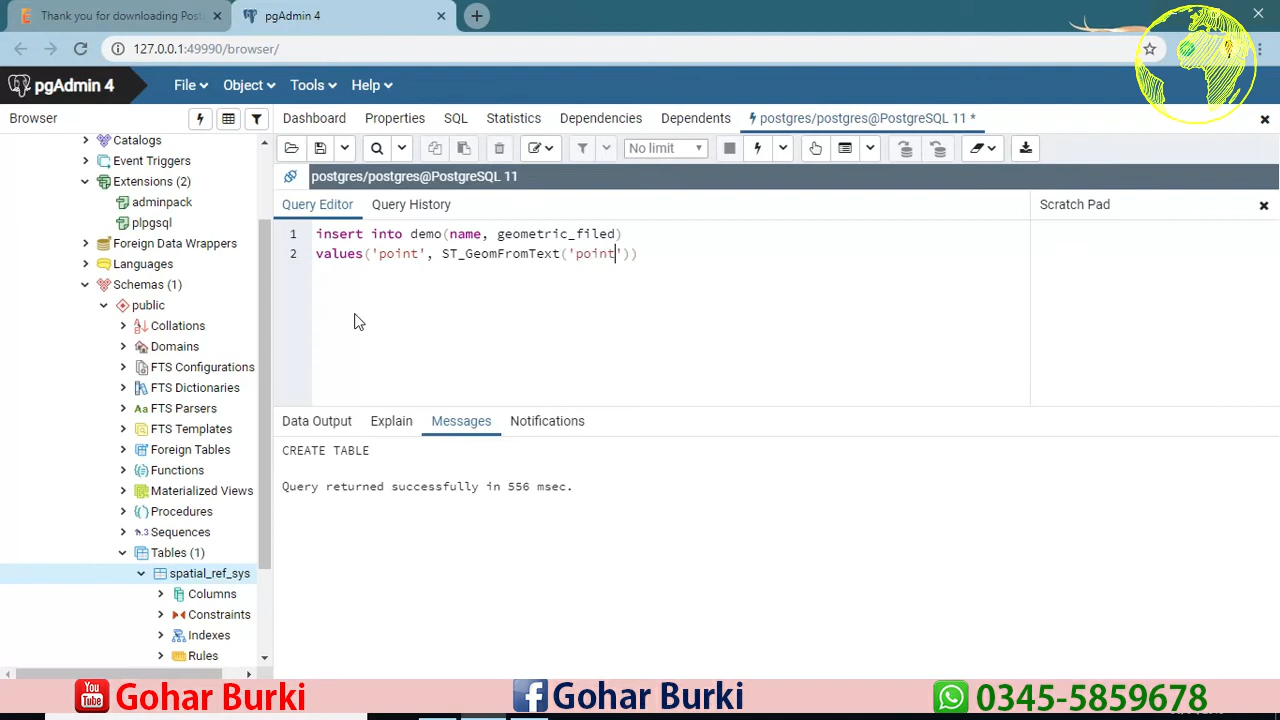 Thank you for downloading Post
pgAdmin 4
127.0.0.1:49990/browser/
pgAdmin 4
File
Object
Tools
Help
Browser
Dashboard
Properties
SQL
Statistics
Dependencies
Dependents
postgres/postgres@PostgreSQL 11 *
No limit
postgres/postgres@PostgreSQL 11
Query Editor
Query History
Scratch Pad
1 insert into demo(name, geometric_filed)
2 values('point', ST_GeomFromText('point'))
Catalogs
Event Triggers
Extensions (2)
adminpack
plpgsql
Foreign Data Wrappers
Languages
Schemas (1)
public
Collations
Domains
FTS Configurations
FTS Dictionaries
Aa FTS Parsers
FTS Templates
Foreign Tables
Functions
Materialized Views
Procedures
1..3 Sequences
Tables (1)
spatial_ref_sys
Columns
Constraints
Indexes
Rules
Data Output
Explain
Messages
Notifications
CREATE TABLE
Query returned successfully in 556 msec.
You Tube Gohar Burki
f Gohar Burki
0345-5859678